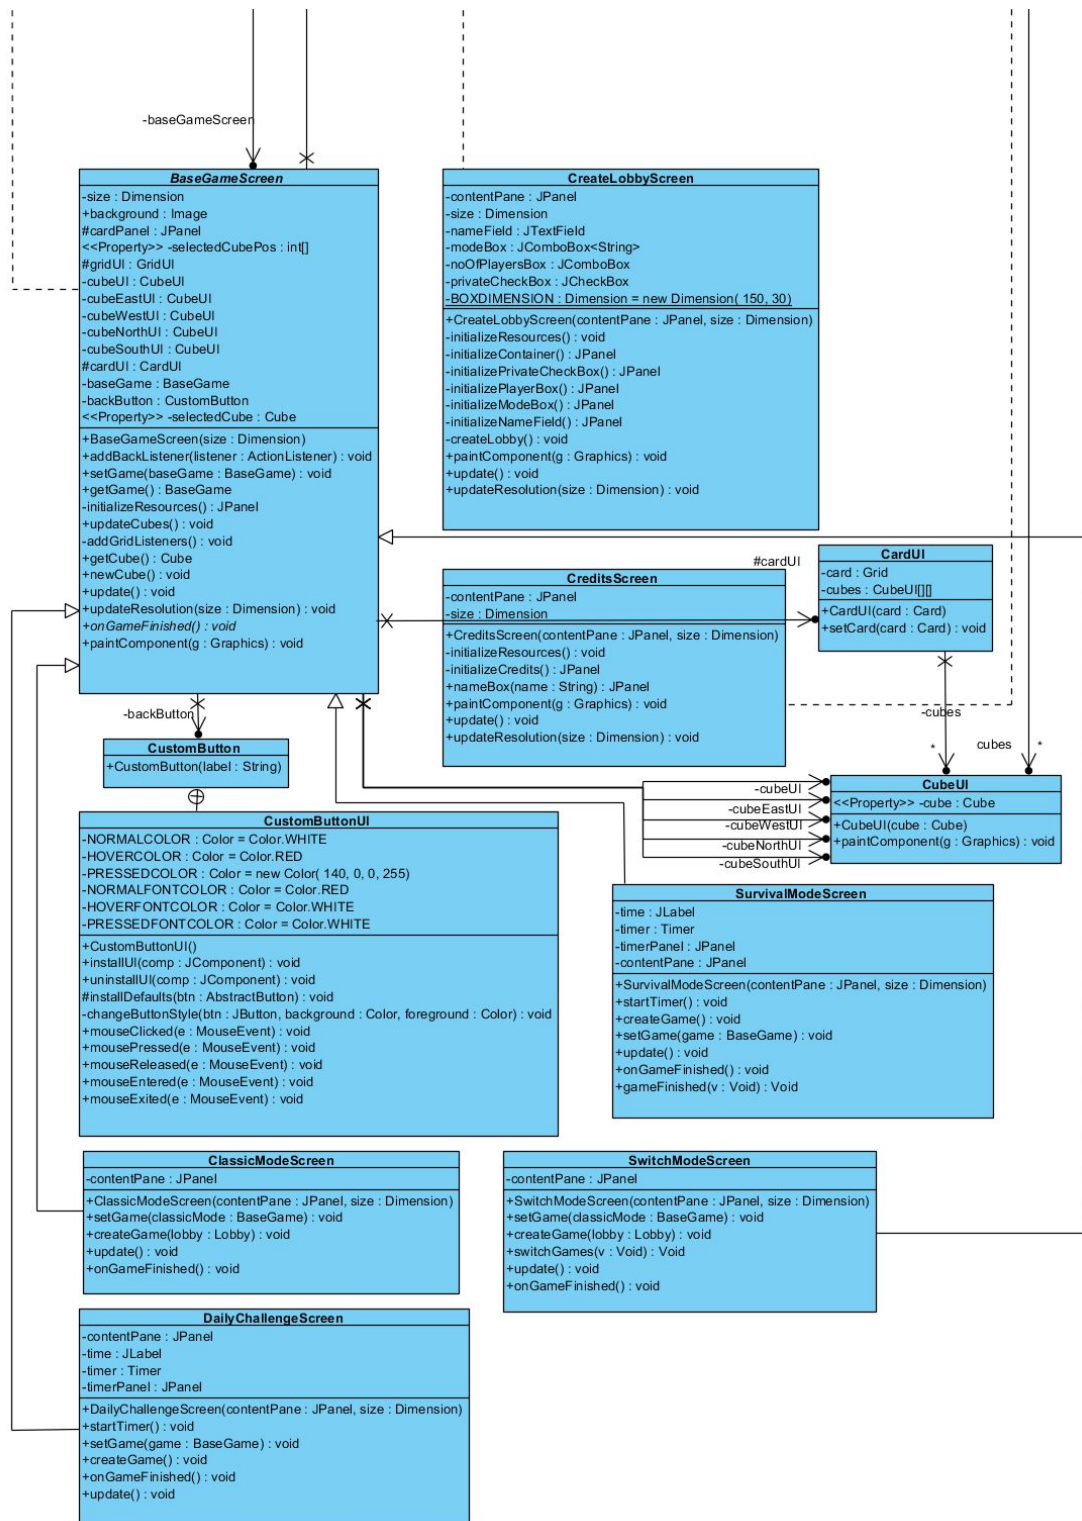 -baseGameScreen
BaseGameScreen
-size : Dimension
+background : Image
#cardPanel : JPanel
<<Property>> -selectedCubePos : int[]
#gridUI : GridUI
-cubeUI : CubeUI
-cubeEastUI : CubeUI
-cubeWestUI : CubeUI
-cubeNorthUI : CubeUI
-cubeSouthUI : CubeUI
#cardUI : CardUI
-baseGame : BaseGame
-backButton : CustomButton
<<Property>> -selectedCube : Cube
+BaseGameScreen(size : Dimension)
+addBackListener(listener : ActionListener) : void
+setGame(baseGame : BaseGame) : void
+getGame() : BaseGame
-initializeResources() : JPanel
+updateCubes() : void
-addGridListeners() : void
+getCube() : Cube
+newCube() : void
+update() : void
+updateResolution(size : Dimension) : void
+onGameFinished() : void
+paintComponent(g : Graphics) : void
CreateLobbyScreen
-contentPane : JPanel
-size : Dimension
-nameField : JTextField
-modeBox : JComboBox<String>
-noOfPlayersBox : JComboBox
-privateCheckBox : JCheckBox
-BOXDIMENSION : Dimension = new Dimension( 150, 30)
+CreateLobbyScreen(contentPane : JPanel, size : Dimension)
-initializeResources() : void
-initializeContainer() : JPanel
-initializePrivateCheckBox() : JPanel
-initializePlayerBox() : JPanel
-initializeModeBox() : JPanel
-initializeNameField() : JPanel
-createLobby() : void
+paintComponent(g : Graphics) : void
+update() : void
+updateResolution(size : Dimension) : void
#cardUI
CardUI
-card : Grid
-cubes : CubeUI[][]
+CardUI(card : Card)
+setCard(card : Card) : void
CreditsScreen
-contentPane : JPanel
-size : Dimension
+CreditsScreen(contentPane : JPanel, size : Dimension)
-initializeResources() : void
-initializeCredits() : JPanel
+nameBox(name : String) : JPanel
+paintComponent(g : Graphics) : void
+update() : void
+updateResolution(size : Dimension) : void
-backButton
-cubes
*
cubes
*
CustomButton
+CustomButton(label : String)
CubeUI
<<Property>> -cube : Cube
+CubeUI(cube : Cube)
+paintComponent(g : Graphics) : void
-cubeUI
-cubeEastUI
-cubeWestUI
-cubeNorthUI
-cubeSouthUI
CustomButtonUI
-NORMALCOLOR : Color = Color.WHITE
-HOVERCOLOR : Color = Color.RED
-PRESSEDCOLOR : Color = new Color( 140, 0, 0, 255)
-NORMALFONTCOLOR : Color = Color.RED
-HOVERFONTCOLOR : Color = Color.WHITE
-PRESSEDFONTCOLOR : Color = Color.WHITE
+CustomButtonUI()
+installUI(comp : JComponent) : void
+uninstallUI(comp : JComponent) : void
#installDefaults(btn : AbstractButton) : void
-changeButtonStyle(btn : JButton, background : Color, foreground : Color) : void
+mouseClicked(e : MouseEvent) : void
+mousePressed(e : MouseEvent) : void
+mouseReleased(e : MouseEvent) : void
+mouseEntered(e : MouseEvent) : void
+mouseExited(e : MouseEvent) : void
SurvivalModeScreen
-time : JLabel
-timer : Timer
-timerPanel : JPanel
-contentPane : JPanel
+SurvivalModeScreen(contentPane : JPanel, size : Dimension)
+startTimer() : void
+createGame() : void
+setGame(game : BaseGame) : void
+update() : void
+onGameFinished() : void
+gameFinished(v : Void) : Void
ClassicModeScreen
-contentPane : JPanel
+ClassicModeScreen(contentPane : JPanel, size : Dimension)
+setGame(classicMode : BaseGame) : void
+createGame(lobby : Lobby) : void
+update() : void
+onGameFinished() : void
SwitchModeScreen
-contentPane : JPanel
+SwitchModeScreen(contentPane : JPanel, size : Dimension)
+setGame(classicMode : BaseGame) : void
+createGame(lobby : Lobby) : void
+switchGames(v : Void) : Void
+update() : void
+onGameFinished() : void
DailyChallengeScreen
-contentPane : JPanel
-time : JLabel
-timer : Timer
-timerPanel : JPanel
+DailyChallengeScreen(contentPane : JPanel, size : Dimension)
+startTimer() : void
+setGame(game : BaseGame) : void
+createGame() : void
+onGameFinished() : void
+update() : void